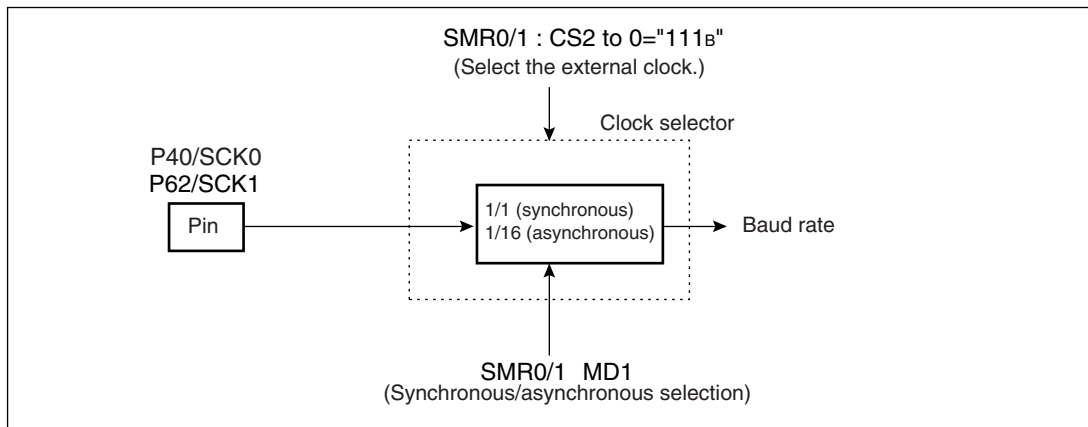 SMR0/1 : CS2 to 0="111B"
(Select the external clock.)
Clock selector
P40/SCK0
P62/SCK1
Pin
1/1 (synchronous)
1/16 (asynchronous)
Baud rate
SMR0/1 MD1
(Synchronous/asynchronous selection)